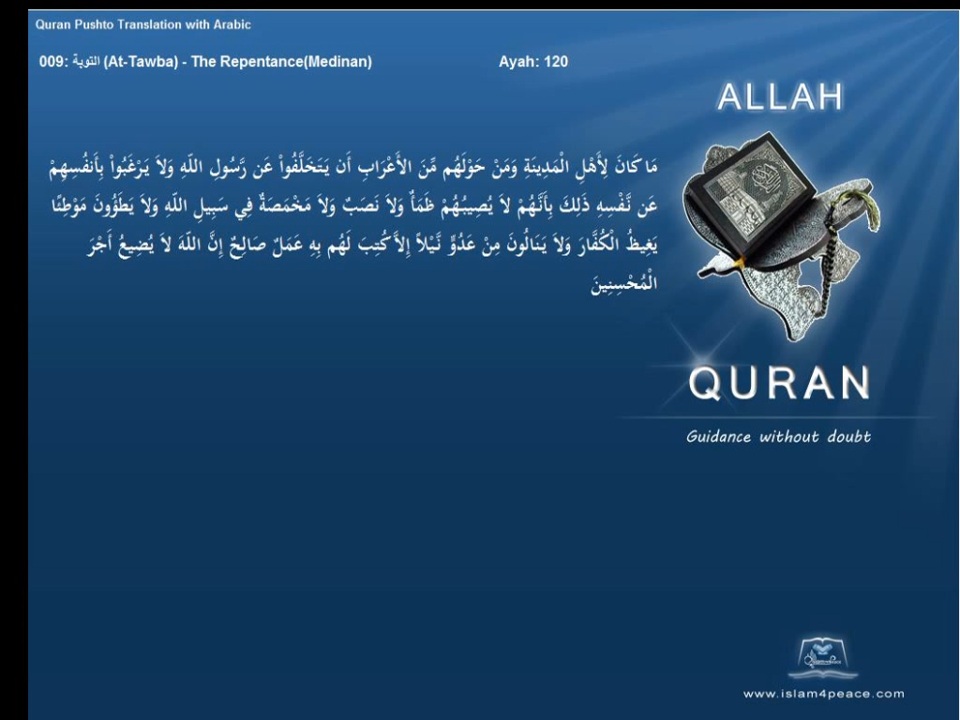 Quran Pushto Translation with Arabic
009: التوبة (At-Tawba) - The Repentance(Medinan) Ayah: 120
ALLAH
مَا كَانَ لِأَهْلِ الْمَدِينَةِ وَمَنْ حَوْلَهُم مِّنَ الأَعْرَابِ أَن يَتَخَلَّفُواْ عَن رَّسُولِ اللّهِ وَلاَ يَرْغَبُواْ بِأَنفُسِهِمْ
عَن نَّفْسِهِ ذَلِكَ بِأَنَّهُمْ لاَ يُصِيبُهُمْ ظَمَأٌ وَلاَ نَصَبٌ وَلاَ مَخْمَصَةٌ فِي سَبِيلِ اللّهِ وَلاَ يَطَؤُونَ مَوْطِئًا
يَغِيظُ الْكُفَّارَ وَلاَ يَنَالُونَ مِنْ عَدُوٍّ نَّيْلاً إِلاَّ كُتِبَ لَهُم بِهِ عَمَلٌ صَالِحٌ إِنَّ اللّهَ لاَ يُضِيعُ أَجْرَ
الْمُحْسِنِينَ
QURAN
Guidance without doubt
www.islam4peace.com